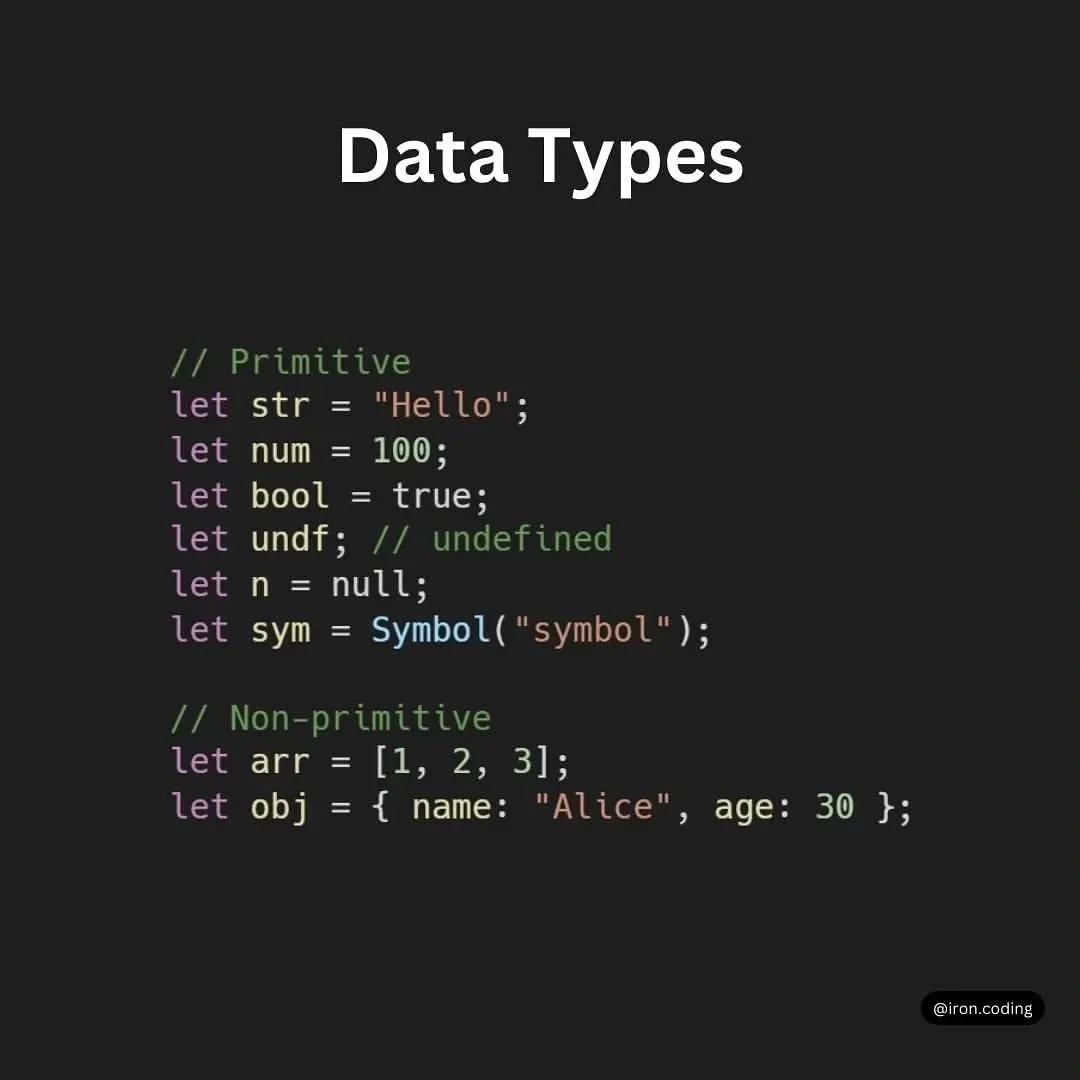 Data Types
// Primitive
let str = "Hello";
let num = 100;
let bool = true;
let undf; // undefined
let n = null;
let sym = Symbol("symbol");
// Non-primitive
let arr = [1, 2, 3];
let obj = { name: "Alice", age: 30 };
@iron.coding